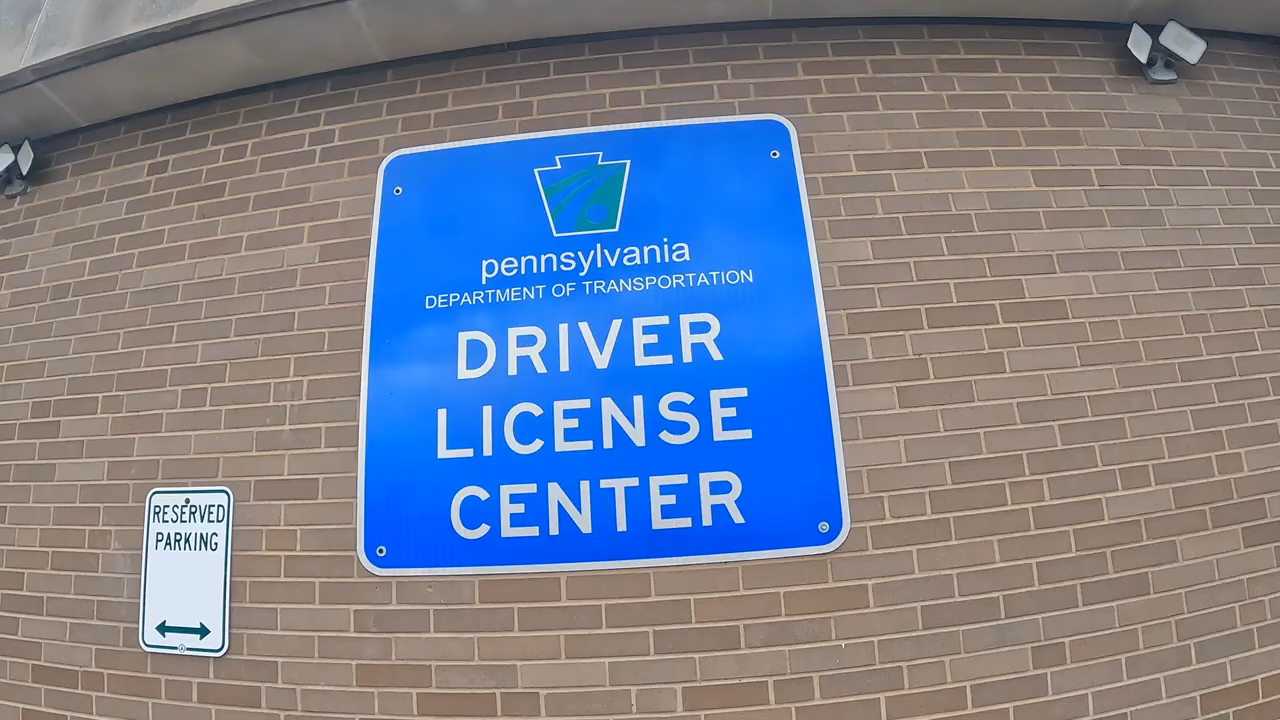 pennsylvania
DEPARTMENT OF TRANSPORTATION
DRIVER
LICENSE
CENTER
RESERVED
PARKING